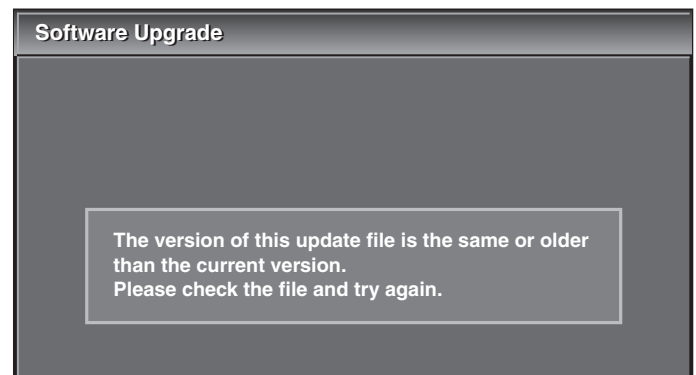 Software Upgrade
The version of this update file is the same or older
than the current version.
Please check the file and try again.